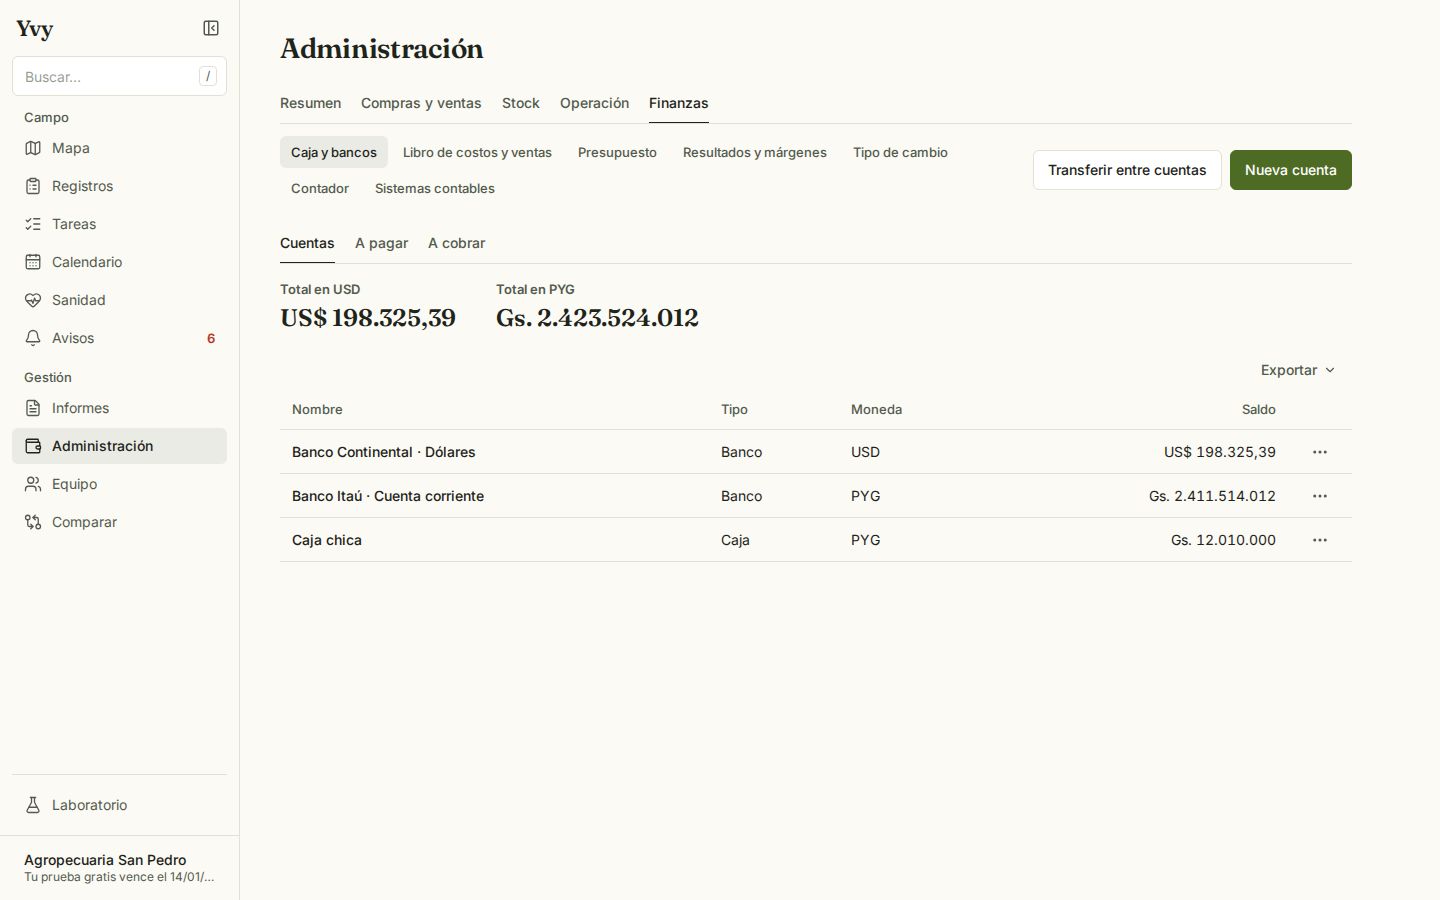 Yvy
Buscar...
/
Campo
Mapa
Registros
Tareas
Calendario
Sanidad
Avisos 6
Gestión
Informes
Administración
Equipo
Comparar
Laboratorio
Agropecuaria San Pedro
Tu prueba gratis vence el 14/01/...
Administración
Resumen Compras y ventas Stock Operación Finanzas
Caja y bancos Libro de costos y ventas Presupuesto Resultados y márgenes Tipo de cambio
Contador Sistemas contables
Transferir entre cuentas Nueva cuenta
Cuentas A pagar A cobrar
Total en USD Total en PYG
US$ 198.325,39 Gs. 2.423.524.012
Exportar
Nombre Tipo Moneda Saldo
Banco Continental · Dólares Banco USD US$ 198.325,39
Banco Itaú · Cuenta corriente Banco PYG Gs. 2.411.514.012
Caja chica Caja PYG Gs. 12.010.000